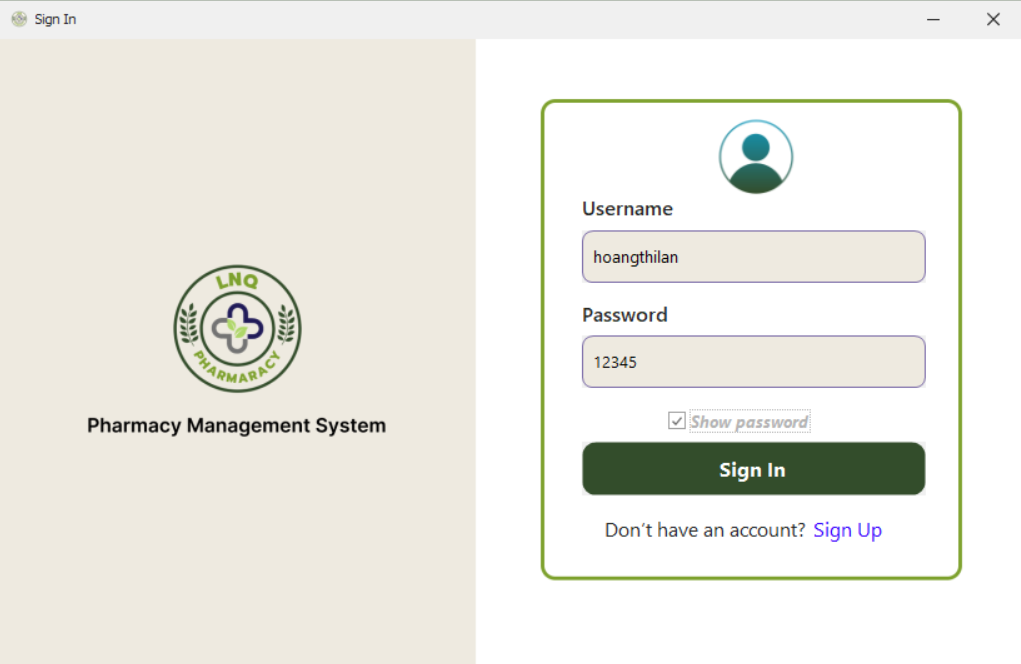 Sign In
LNQ
PHARMARACY
Pharmacy Management System
Username
hoangthilan
Password
12345
Show password
Sign In
Don't have an account? Sign Up